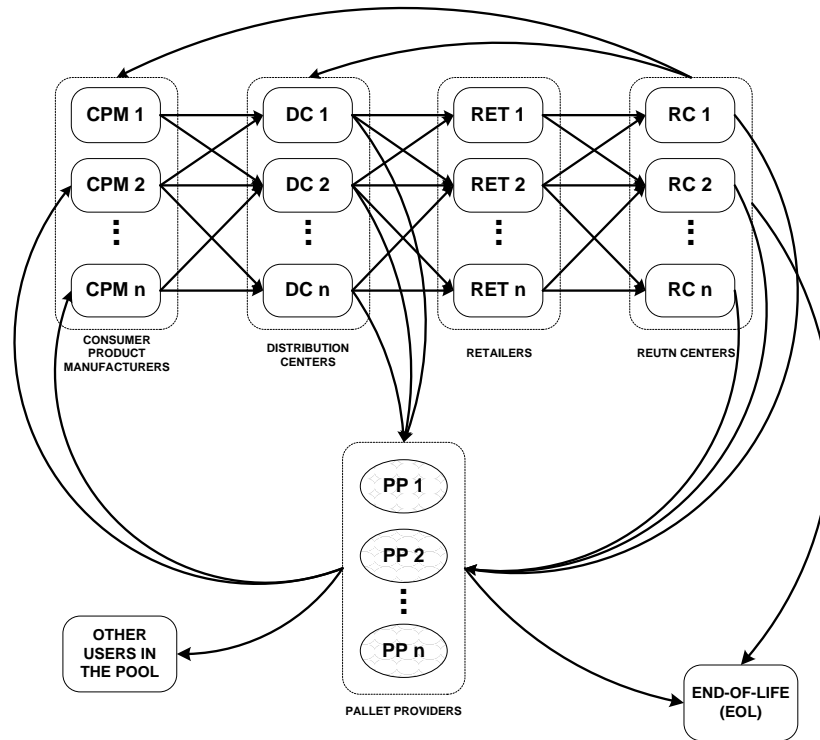 CPM 1
DC 1
RET 1
RC 1
CPM 2
DC 2
RET 2
RC 2
CPM n
DC n
RET n
RC n
CONSUMER
PRODUCT
MANUFACTURERS
DISTRIBUTION
CENTERS
RETAILERS
REUTN CENTERS
PP 1
PP 2
PP n
PALLET PROVIDERS
OTHER
USERS IN
THE POOL
END-OF-LIFE
(EOL)